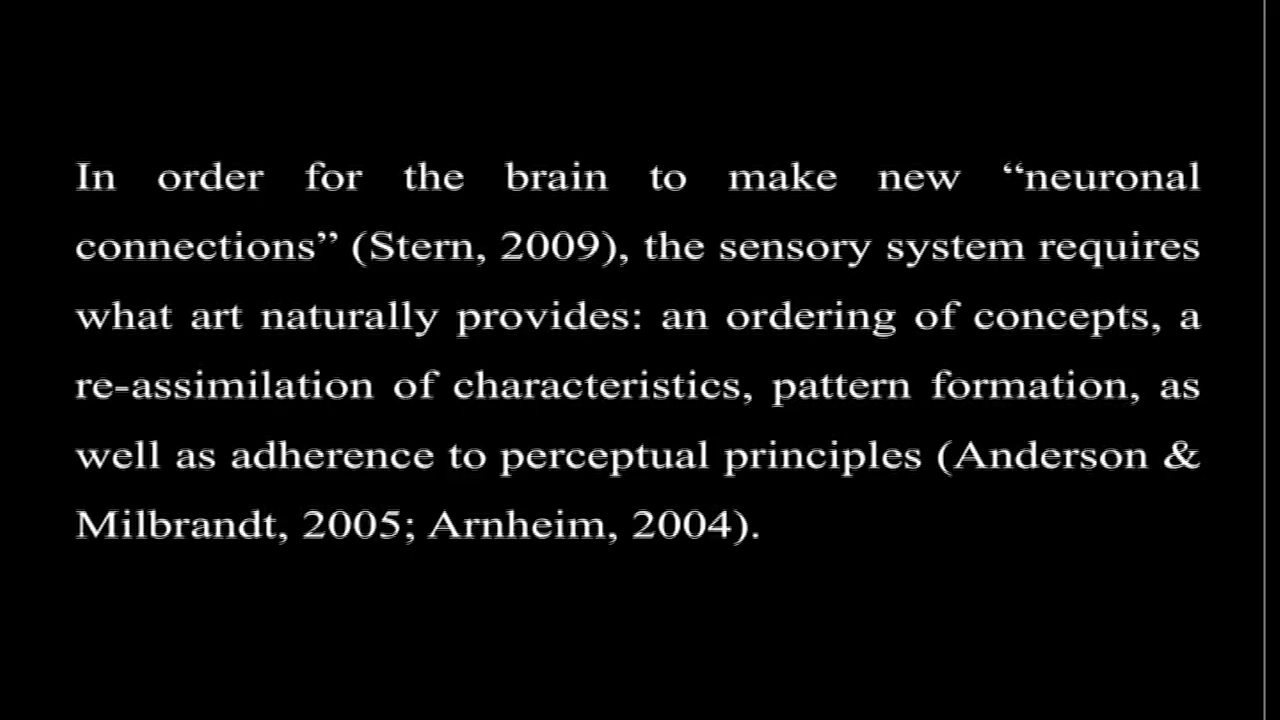 In order for the brain to make new “neuronal
connections” (Stern, 2009), the sensory system requires
what art naturally provides: an ordering of concepts, a
re-assimilation of characteristics, pattern formation, as
well as adherence to perceptual principles (Anderson &
Milbrandt, 2005; Arnheim, 2004).